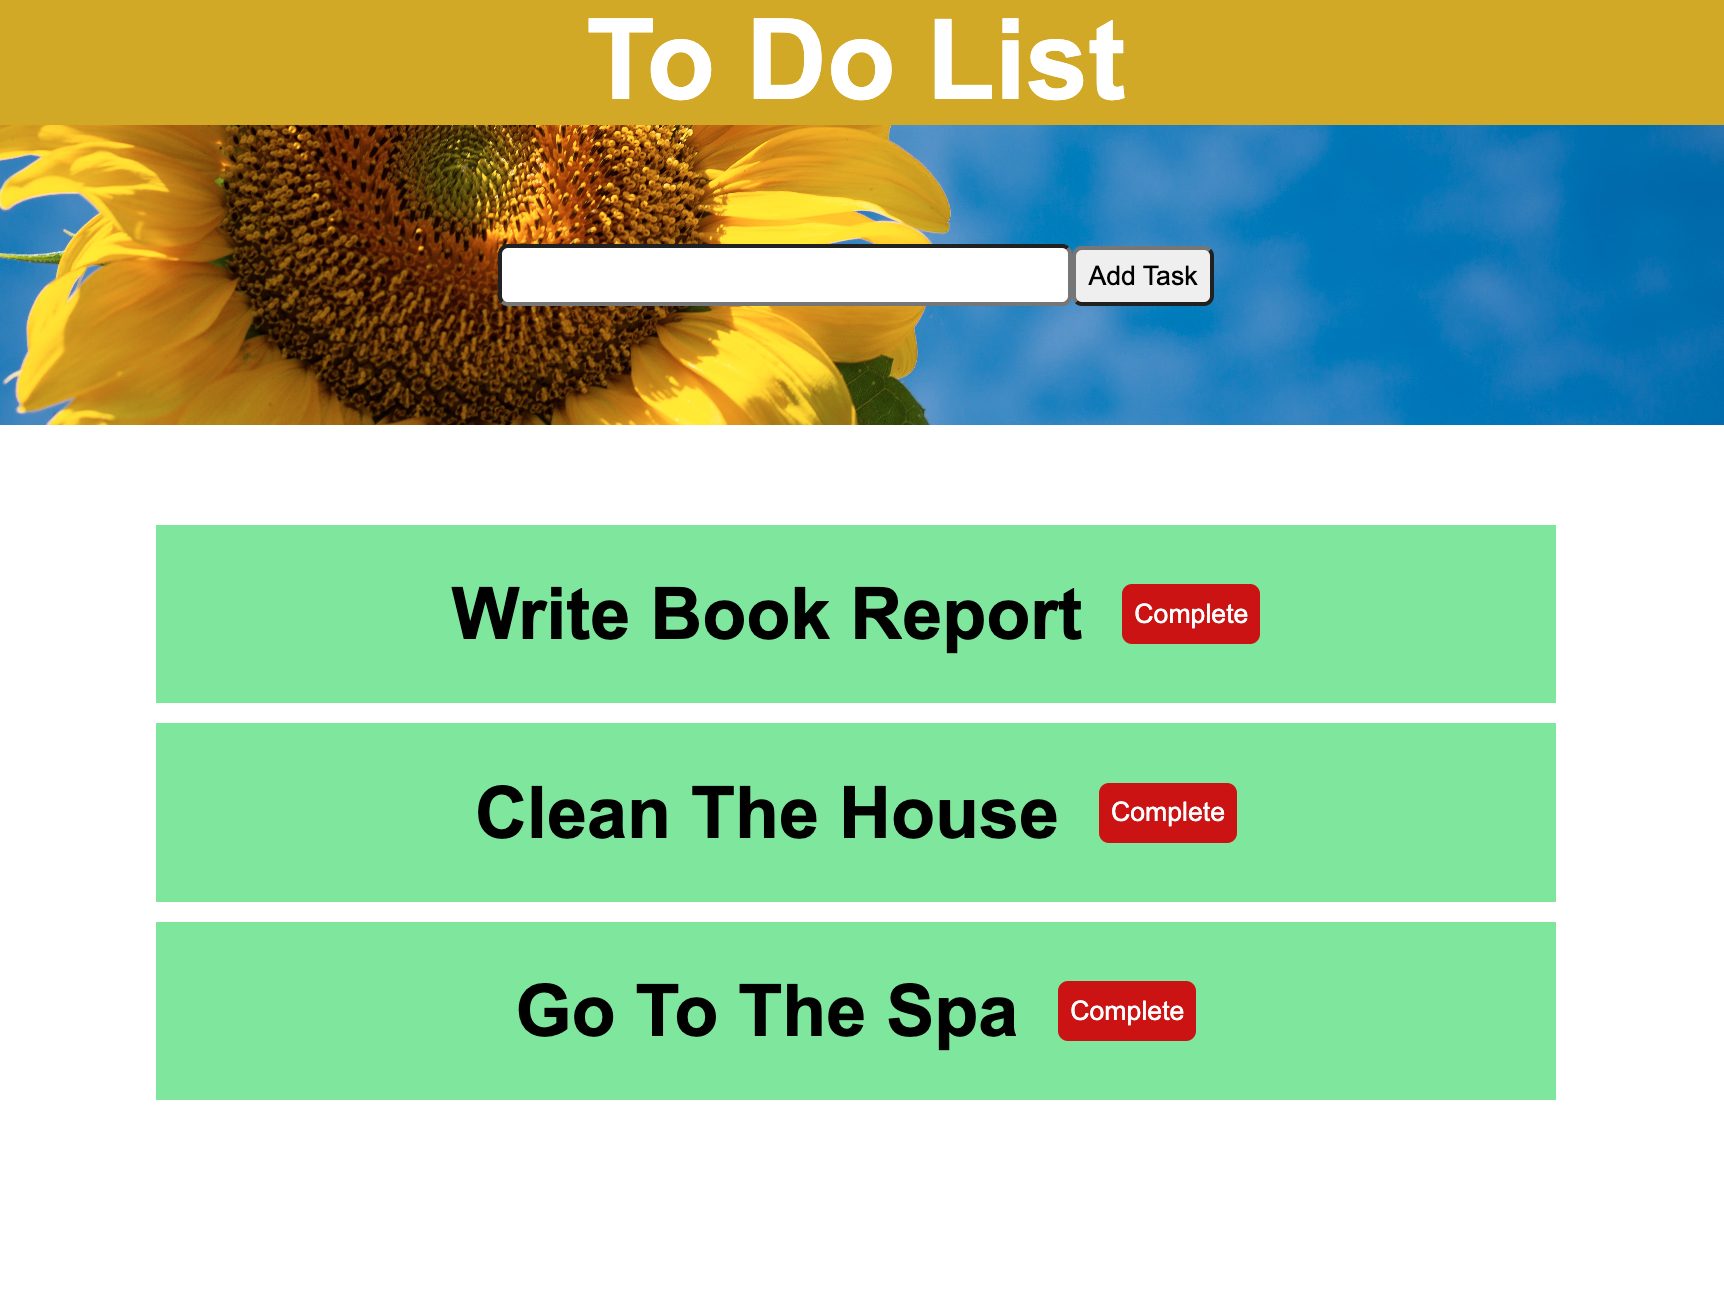 To Do List
Add Task
Write Book Report Complete
Clean The House Complete
Go To The Spa Complete